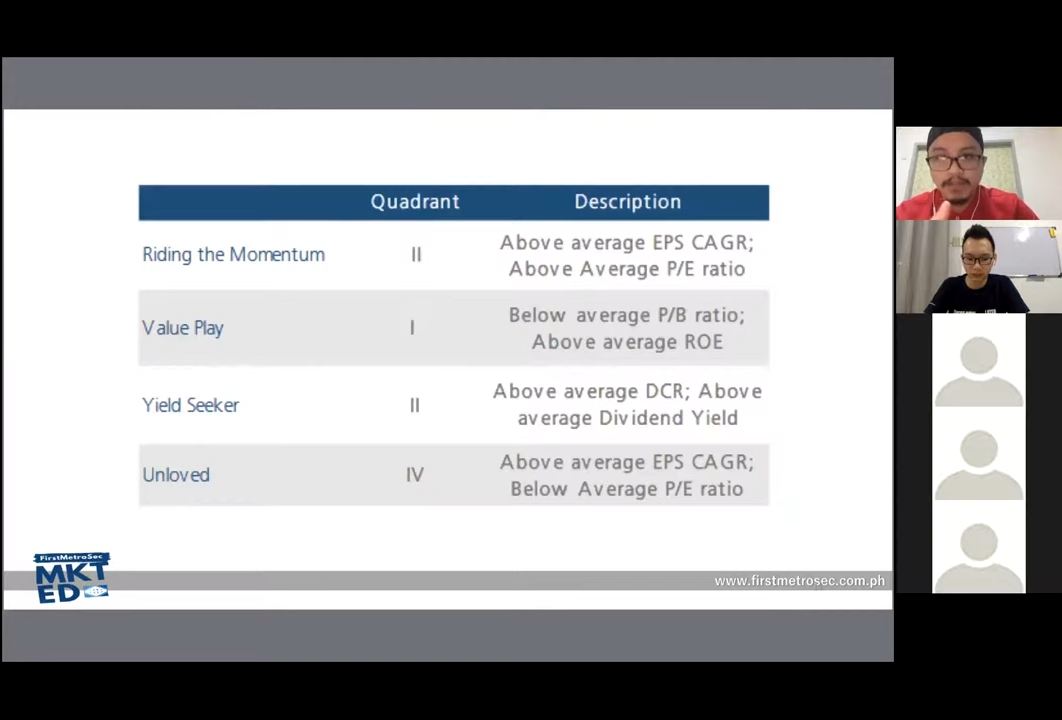 Quadrant Description
Riding the Momentum II Above average EPS CAGR;
Above Average P/E ratio
Value Play I Below average P/B ratio;
Above average ROE
Yield Seeker II Above average DCR; Above
average Dividend Yield
Unloved IV Above average EPS CAGR;
Below Average P/E ratio
FirstMetroSec
MKT
ED
www.firstmetrosec.com.ph